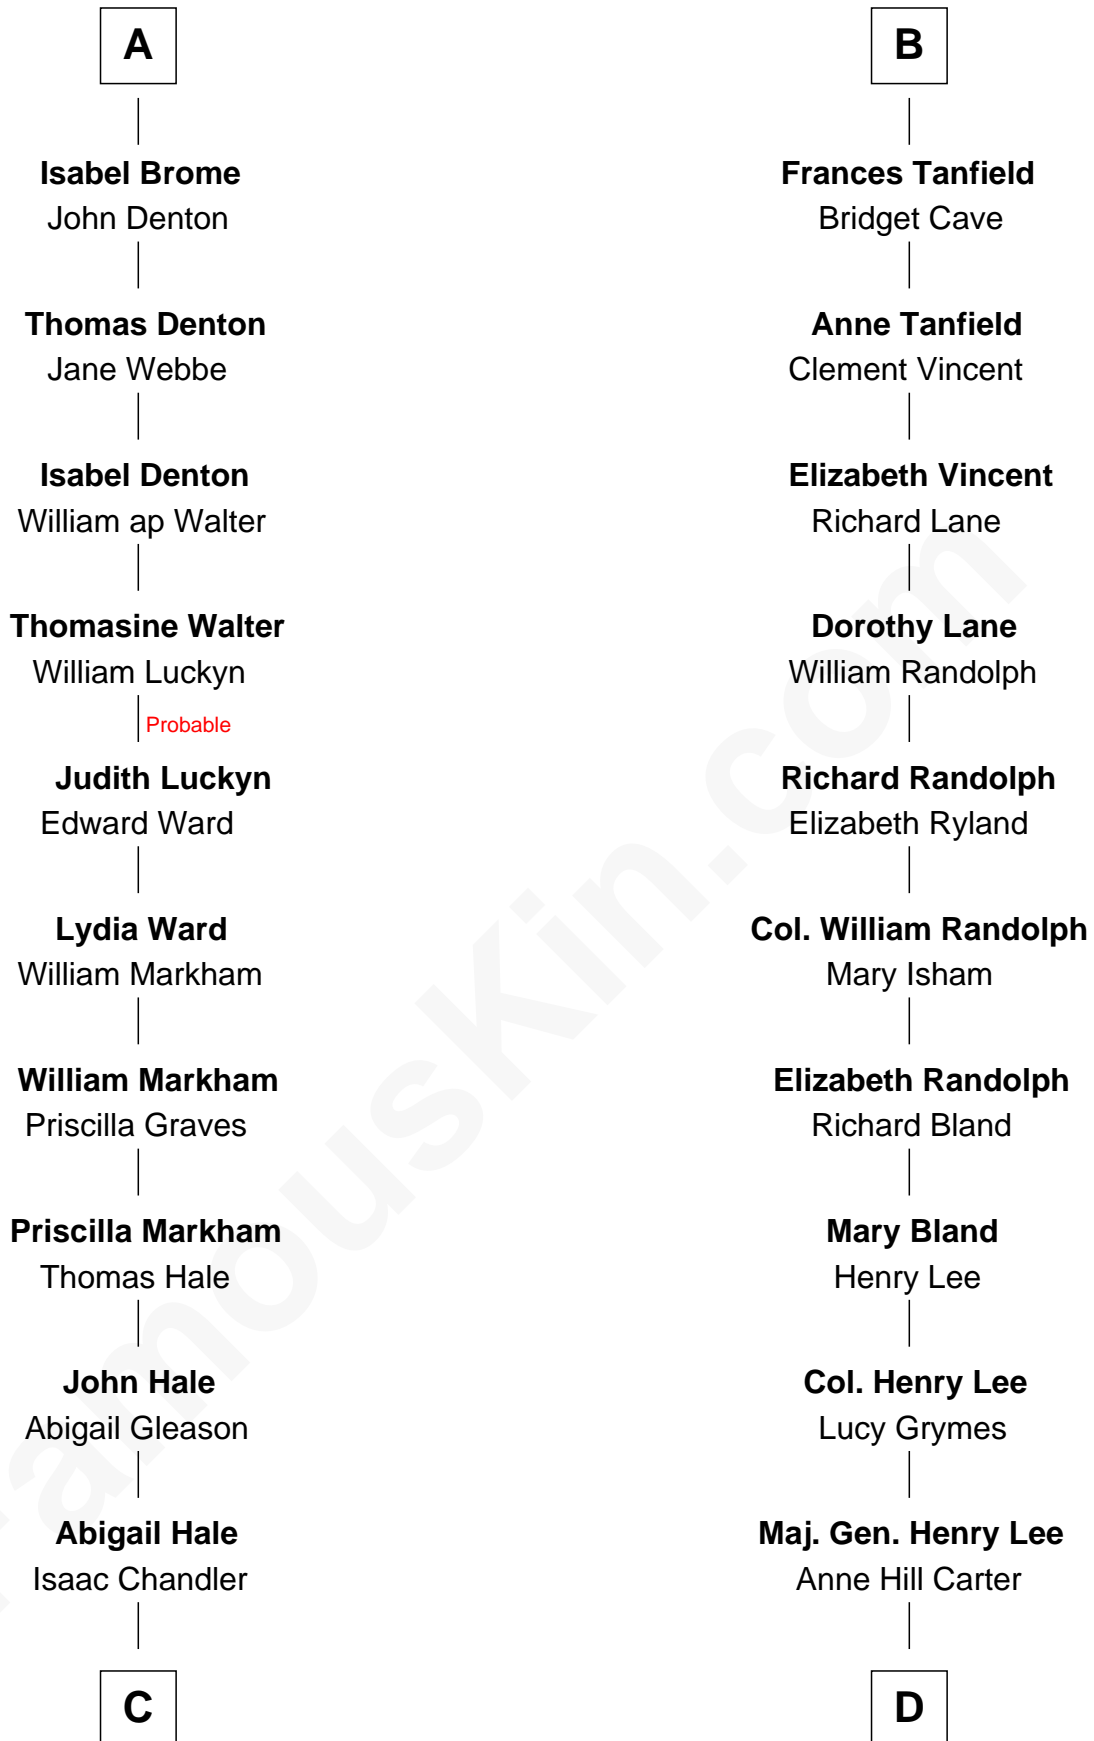 A
Isabel Brome
John Denton
Thomas Denton
Jane Webbe
Isabel Denton
William ap Walter
Thomasine Walter
William Luckyn
Probable
Judith Luckyn
Edward Ward
Lydia Ward
William Markham
William Markham
Priscilla Graves
Priscilla Markham
Thomas Hale
John Hale
Abigail Gleason
Abigail Hale
Isaac Chandler
C
B
Frances Tanfield
Bridget Cave
Anne Tanfield
Clement Vincent
Elizabeth Vincent
Richard Lane
Dorothy Lane
William Randolph
Richard Randolph
Elizabeth Ryland
Col. William Randolph
Mary Isham
Elizabeth Randolph
Richard Bland
Mary Bland
Henry Lee
Col. Henry Lee
Lucy Grymes
Maj. Gen. Henry Lee
Anne Hill Carter
D
FamousKin.com